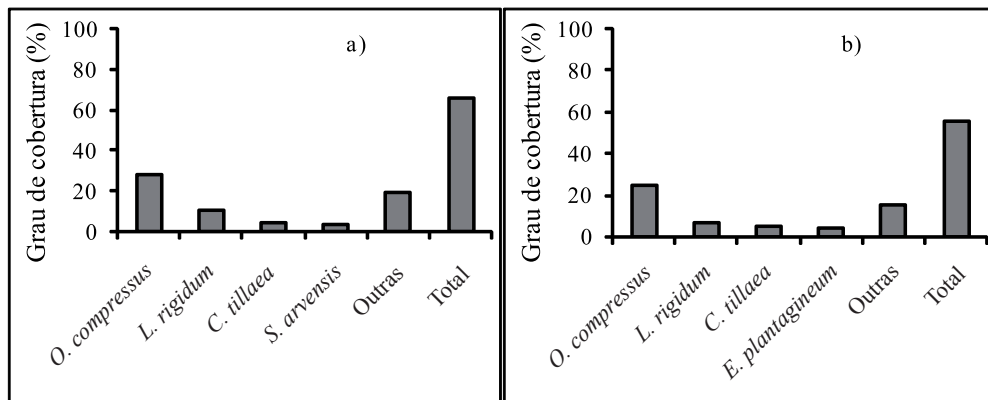 a)
Grau de cobertura (%)
100
80
60
40
20
0
O. compressus
L. rigidum
C. tillaea
S. arvensis
Outras
Total
b)
Grau de cobertura (%)
100
80
60
40
20
0
O. compressus
L. rigidum
C. tillaea
E. plantagineum
Outras
Total